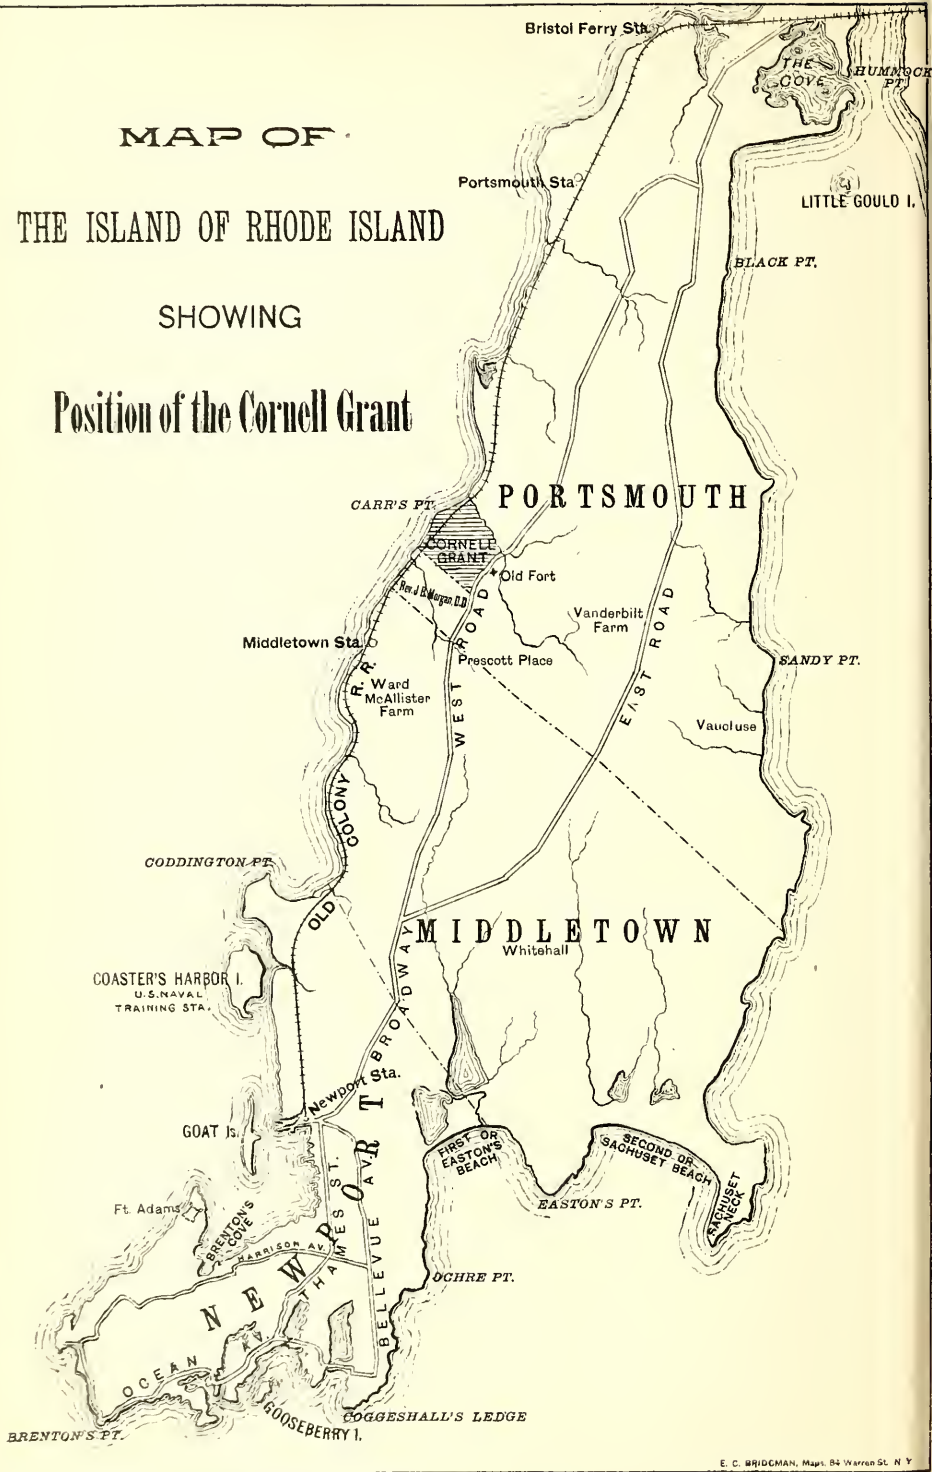 MAP OF
THE ISLAND OF RHODE ISLAND
SHOWING
Position of the Cornell Grant
Bristol Ferry Sta.
THE
COVE
HUMMOCK
PT.
Portsmouth Sta.
LITTLE GOULD I.
BLACK PT.
PORTSMOUTH
CARR'S PT.
CORNELL
GRANT
Old Fort
Rev. J. B. Morgan, D.D
Vanderbilt
Farm
Middletown Sta.
Prescott Place
SANDY PT.
Ward
McAllister
Farm
WEST ROAD
EAST ROAD
Vaucluse
OLD COLONY R. R.
CODDINGTON PT.
MIDDLETOWN
Whitehall
COASTER'S HARBOR I.
U.S. NAVAL
TRAINING STA.
BROADWAY
Newport Sta.
GOAT Is.
FIRST OR
EASTON'S
BEACH
SECOND OR
SACHUSET BEACH
SACHUSET
NECK
EASTON'S PT.
Ft. Adams
BRENTON'S
COVE
HARRISON AV.
THAMES ST.
BELLEVUE AV.
NEWPORT
OCHRE PT.
OCEAN AV.
GOOSEBERRY I.
COGGESHALL'S LEDGE
BRENTON'S PT.
E. C. BRIDGMAN, Maps. 84 Warren St. N Y